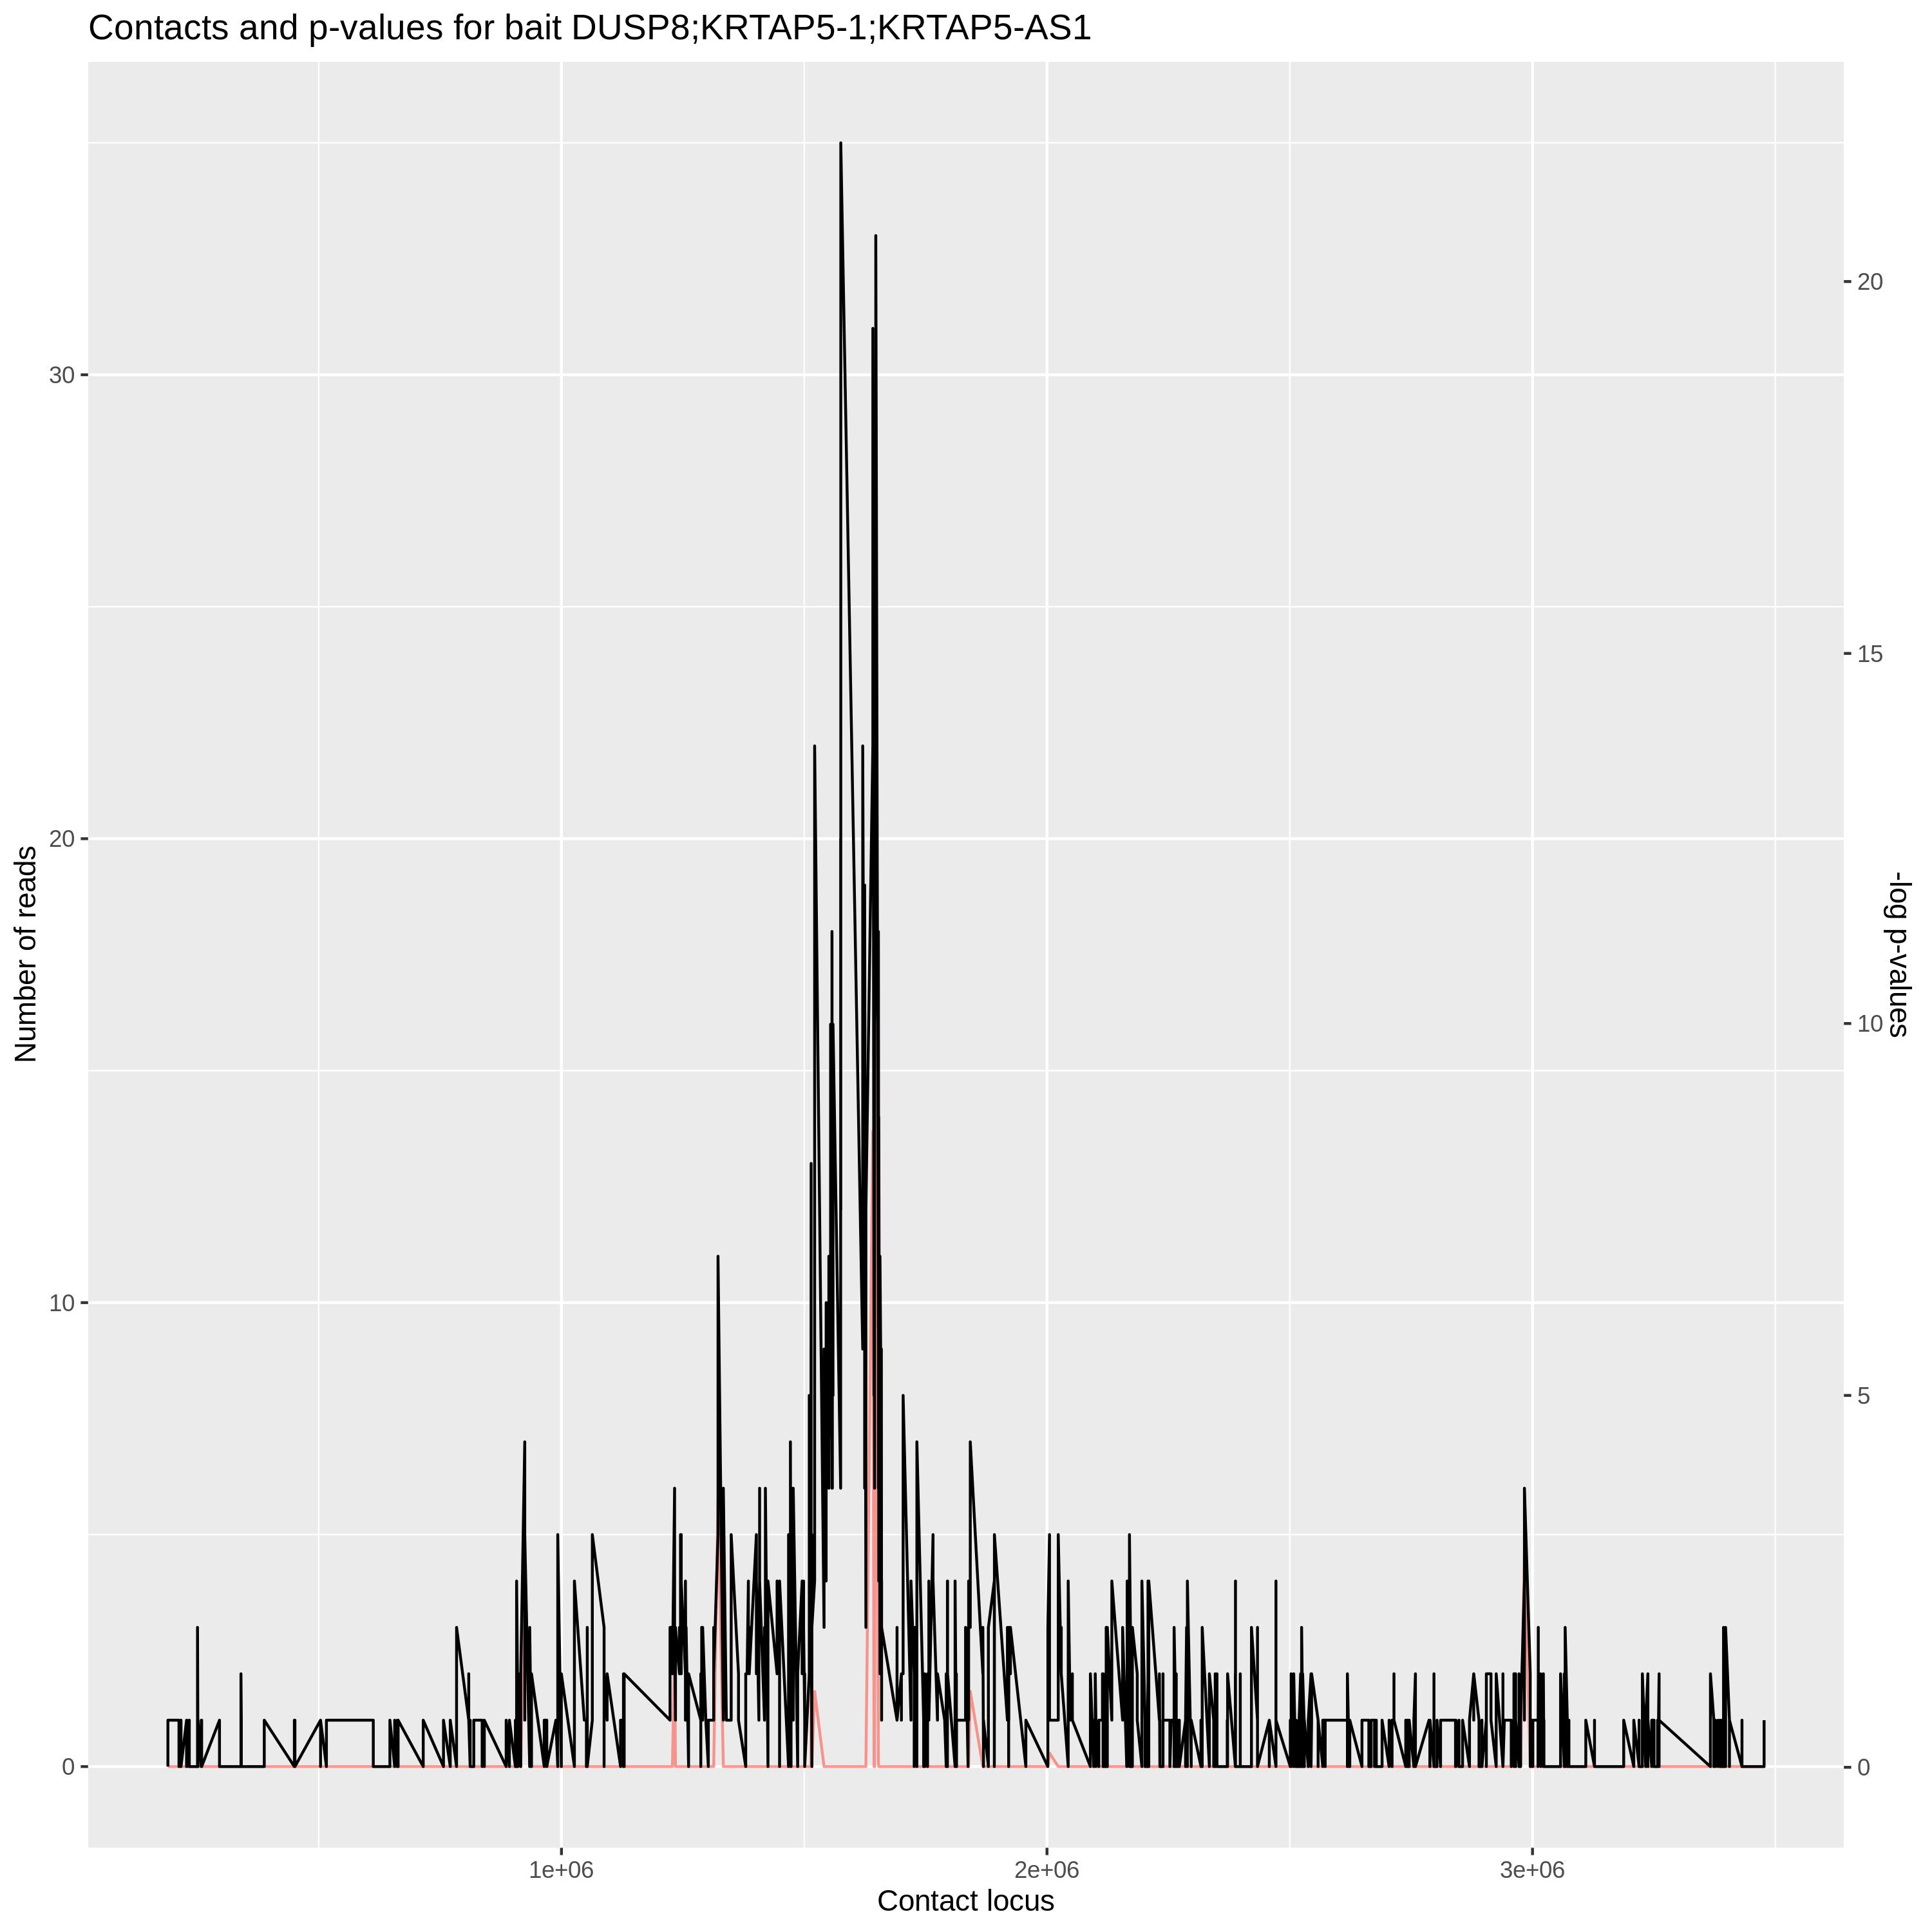 Contacts and p-values for bait DUSP8;KRTAP5-1;KRTAP5-AS1
30
20
10
0
Number of reads
20
15
10
5
0
-log p-values
1e+06
2e+06
3e+06
Contact locus